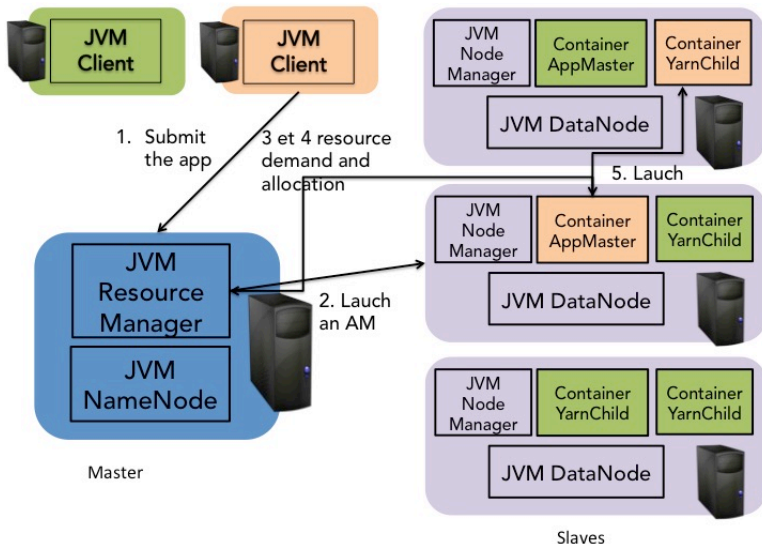 JVM
Client
JVM
Client
1. Submit
the app
3 et 4 resource
demand and
allocation
JVM
Resource
Manager
JVM
NameNode
Master
2. Lauch
an AM
JVM
Node
Manager
Container
AppMaster
Container
YarnChild
JVM DataNode
5. Lauch
JVM
Node
Manager
Container
AppMaster
Container
YarnChild
JVM DataNode
JVM
Node
Manager
Container
YarnChild
Container
YarnChild
JVM DataNode
Slaves